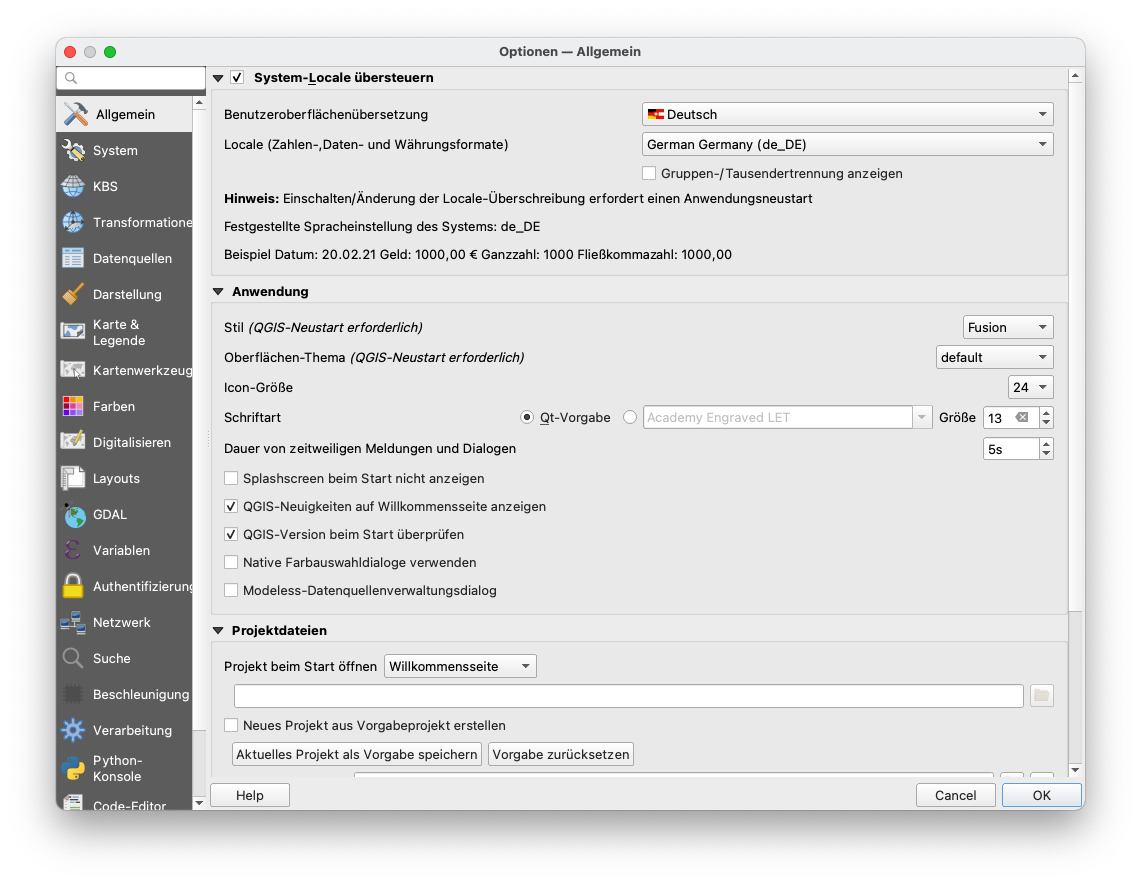 Optionen — Allgemein
Allgemein
System
KBS
Transformatione
Datenquellen
Darstellung
Karte &
Legende
Kartenwerkzeug
Farben
Digitalisieren
Layouts
GDAL
Variablen
Authentifizierung
Netzwerk
Suche
Beschleunigung
Verarbeitung
Python-
Konsole
Code-Editor
System-Locale übersteuern
Benutzeroberflächenübersetzung Deutsch
Locale (Zahlen-,Daten- und Währungsformate) German Germany (de_DE)
Gruppen-/Tausendertrennung anzeigen
Hinweis: Einschalten/Änderung der Locale-Überschreibung erfordert einen Anwendungsneustart
Festgestellte Spracheinstellung des Systems: de_DE
Beispiel Datum: 20.02.21 Geld: 1000,00 € Ganzzahl: 1000 Fließkommazahl: 1000,00
Anwendung
Stil (QGIS-Neustart erforderlich) Fusion
Oberflächen-Thema (QGIS-Neustart erforderlich) default
Icon-Größe 24
Schriftart Qt-Vorgabe Academy Engraved LET Größe 13
Dauer von zeitweiligen Meldungen und Dialogen 5s
Splashscreen beim Start nicht anzeigen
QGIS-Neuigkeiten auf Willkommensseite anzeigen
QGIS-Version beim Start überprüfen
Native Farbauswahldialoge verwenden
Modeless-Datenquellenverwaltungsdialog
Projektdateien
Projekt beim Start öffnen Willkommensseite
Neues Projekt aus Vorgabeprojekt erstellen
Aktuelles Projekt als Vorgabe speichern Vorgabe zurücksetzen
Help Cancel OK